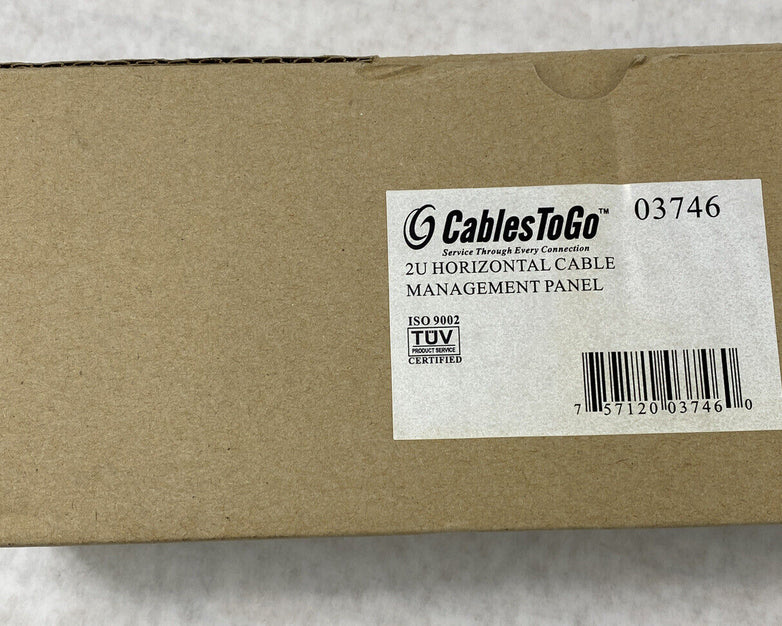 CablesToGo™ 03746
Service Through Every Connection
2U HORIZONTAL CABLE
MANAGEMENT PANEL
ISO 9002
TÜV
PRODUCT SERVICE
CERTIFIED
7 57120 03746 0